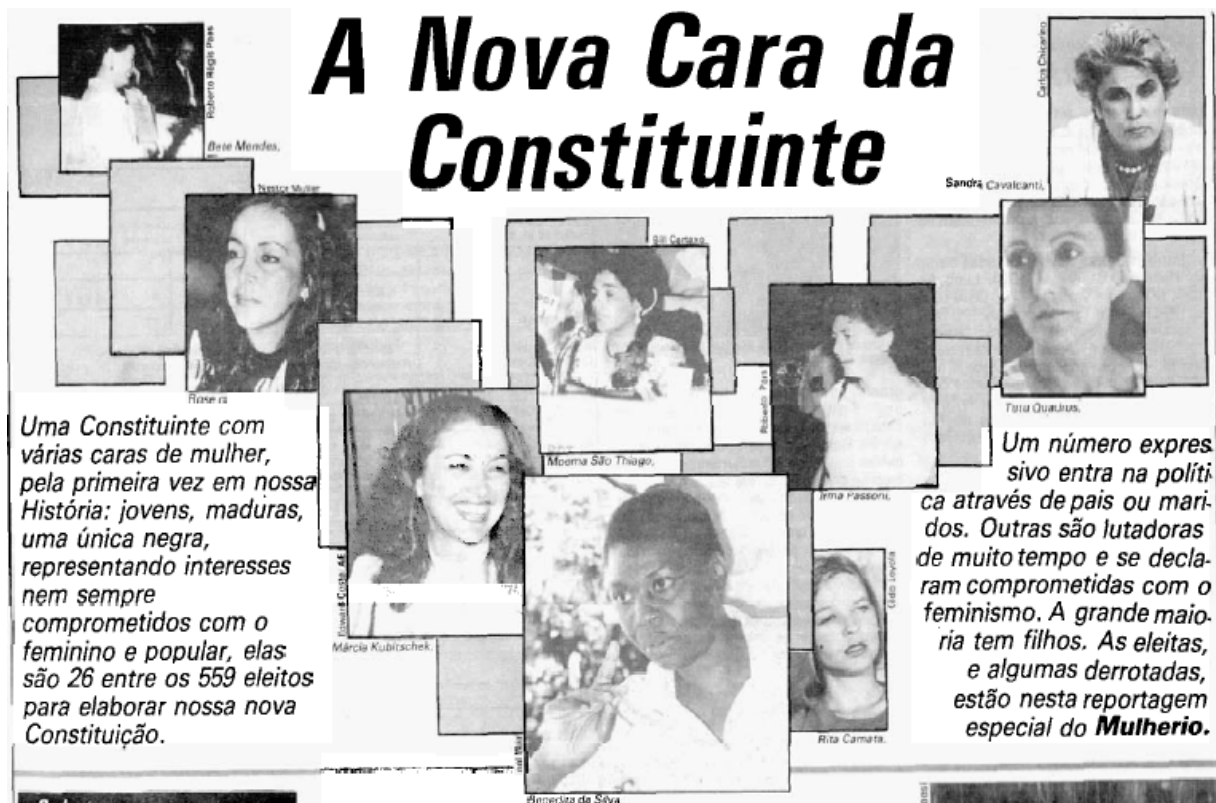 A Nova Cara da
Constituinte
Roberto Regis Paas
Bete Mendes,
Nestor Muller
Rose
Carlos Chicarino
Sandra Cavalcanti,
Bill Cartaxo,
Moema São Thiago,
Roberto
Irma Passoni,
Tutu Quadros,
Márcia Kubitschek,
Benedita da Silva
Rita Camata,
Uma Constituinte com
várias caras de mulher,
pela primeira vez em nossa
História: jovens, maduras,
uma única negra,
representando interesses
nem sempre
comprometidos com o
feminino e popular, elas
são 26 entre os 559 eleitos
para elaborar nossa nova
Constituição.
Um número expres-
sivo entra na políti-
ca através de pais ou mari-
dos. Outras são lutadoras
de muito tempo e se decla-
ram comprometidas com o
feminismo. A grande maio-
ria tem filhos. As eleitas,
e algumas derrotadas,
estão nesta reportagem
especial do Mulherio.